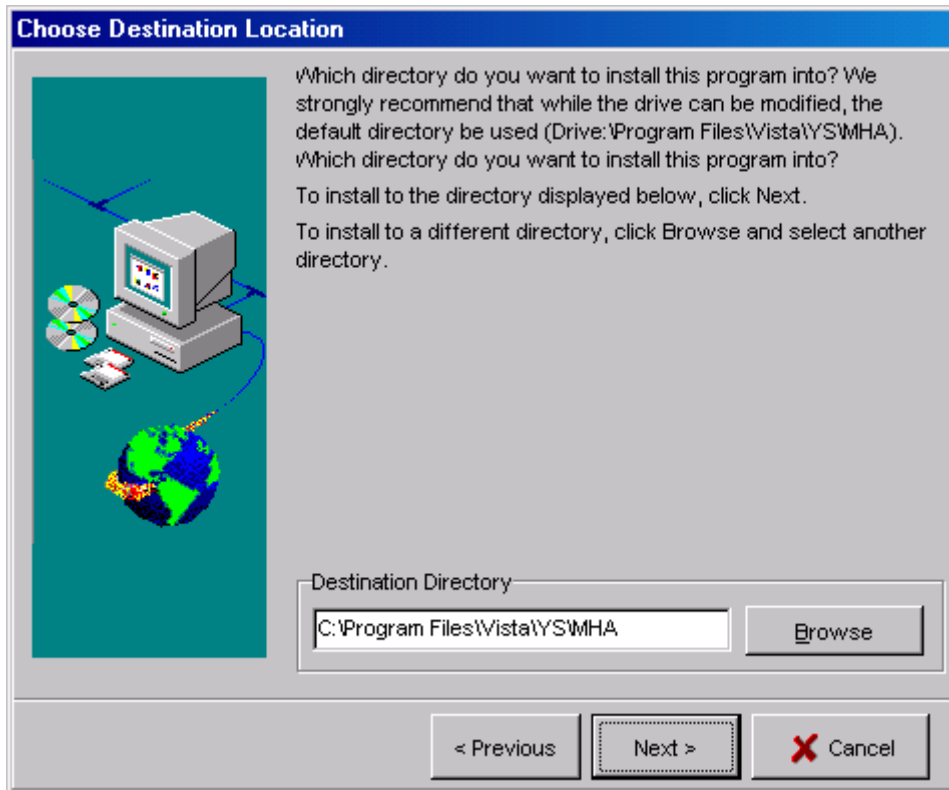 Choose Destination Location
Which directory do you want to install this program into? We
strongly recommend that while the drive can be modified, the
default directory be used (Drive:\Program Files\Vista\YS\MHA).
Which directory do you want to install this program into?
To install to the directory displayed below, click Next.
To install to a different directory, click Browse and select another
directory.
Destination Directory
C:\Program Files\Vista\YS\MHA
Browse
< Previous
Next >
Cancel